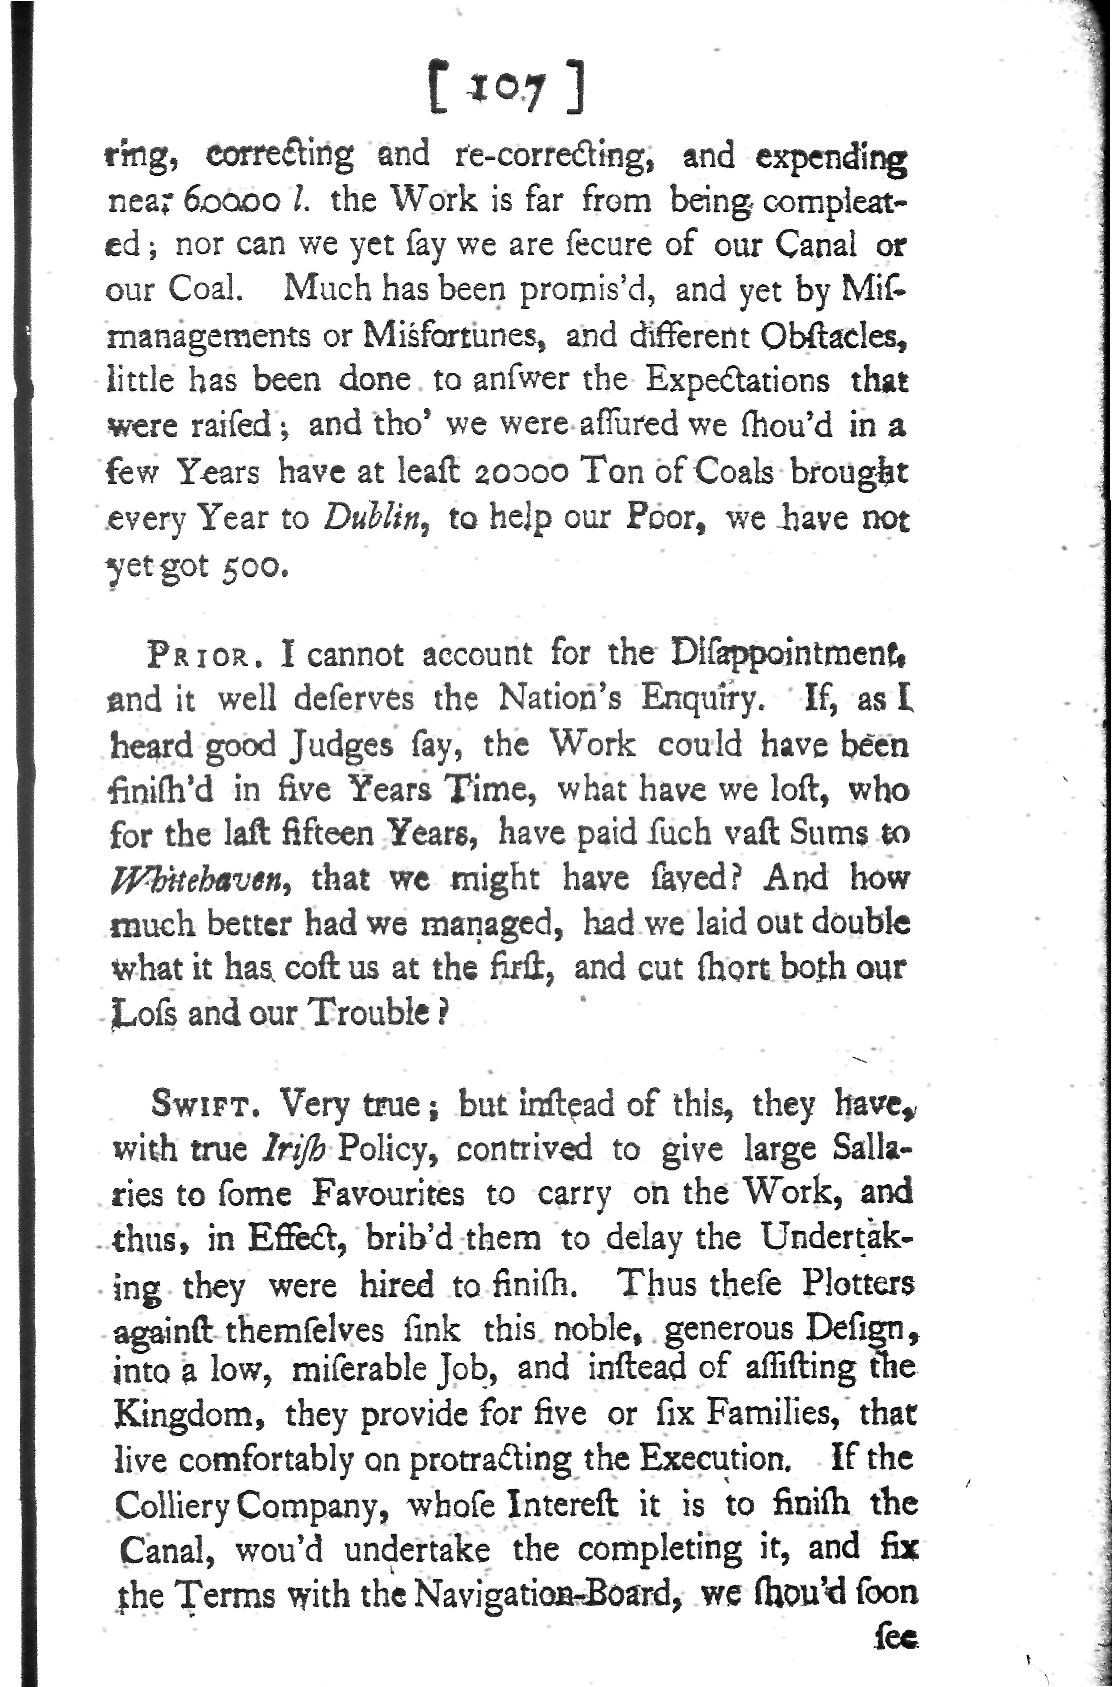 [ 107 ]
ring, correcting and re-correcting, and expending
near 60000 l. the Work is far from being compleat-
ed; nor can we yet ſay we are ſecure of our Canal or
our Coal. Much has been promis'd, and yet by Miſ-
managements or Misfortunes, and different Obſtacles,
little has been done to anſwer the Expectations that
were raiſed; and tho' we were aſſured we ſhou'd in a
few Years have at leaſt 20000 Ton of Coals brought
every Year to Dublin, to help our Poor, we have not
yet got 500.
PRIOR. I cannot account for the Diſappointment,
and it well deſerves the Nation's Enquiry. If, as I
heard good Judges ſay, the Work could have been
finiſh'd in five Years Time, what have we loſt, who
for the laſt fifteen Years, have paid ſuch vaſt Sums to
Whitehaven, that we might have ſaved? And how
much better had we managed, had we laid out double
what it has coſt us at the firſt, and cut ſhort both our
Loſs and our Trouble?
SWIFT. Very true; but inſtead of this, they have,
with true Iriſh Policy, contrived to give large Salla-
ries to ſome Favourites to carry on the Work, and
thus, in Effect, brib'd them to delay the Undertak-
ing they were hired to finiſh. Thus theſe Plotters
againſt themſelves ſink this noble, generous Deſign,
into a low, miſerable Job, and inſtead of aſſiſting the
Kingdom, they provide for five or ſix Families, that
live comfortably on protracting the Execution. If the
Colliery Company, whoſe Intereſt it is to finiſh the
Canal, wou'd undertake the completing it, and fix
the Terms with the Navigation-Board, we ſhou'd ſoon
ſee